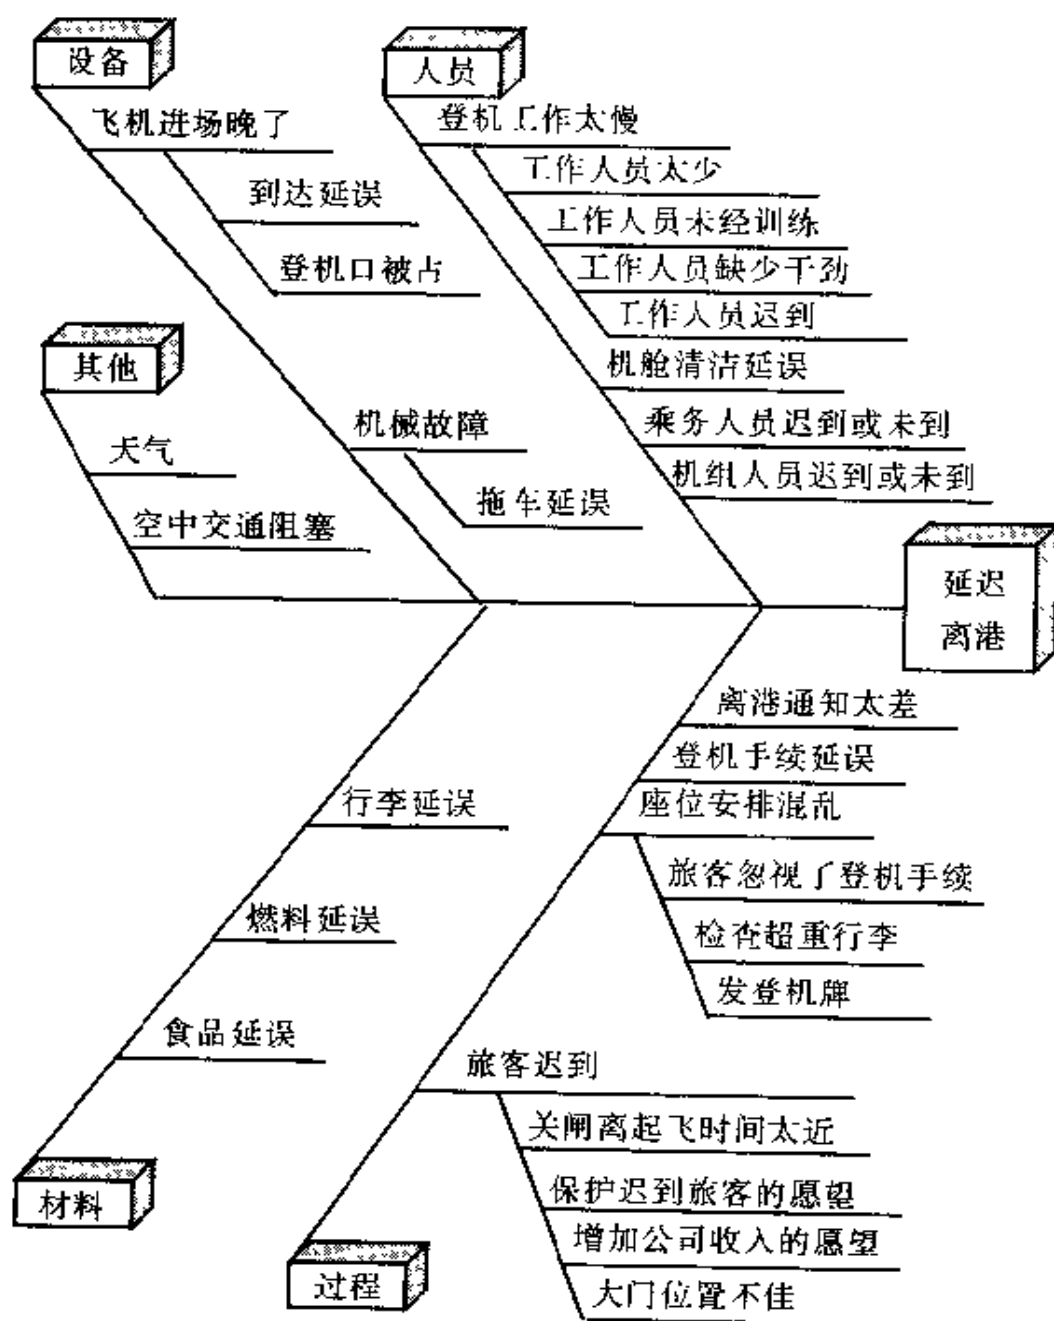 设备
飞机进场晚了
到达延误
登机口被占
机械故障
拖车延误
人员
登机工作太慢
工作人员太少
工作人员未经训练
工作人员缺少干劲
工作人员迟到
机舱清洁延误
乘务人员迟到或未到
机组人员迟到或未到
其他
天气
空中交通阻塞
延迟
离港
离港通知太差
登机手续延误
座位安排混乱
旅客忽视了登机手续
检查超重行李
发登机牌
旅客迟到
关闸离起飞时间太近
保护迟到旅客的愿望
增加公司收入的愿望
大门位置不佳
过程
行李延误
燃料延误
食品延误
材料